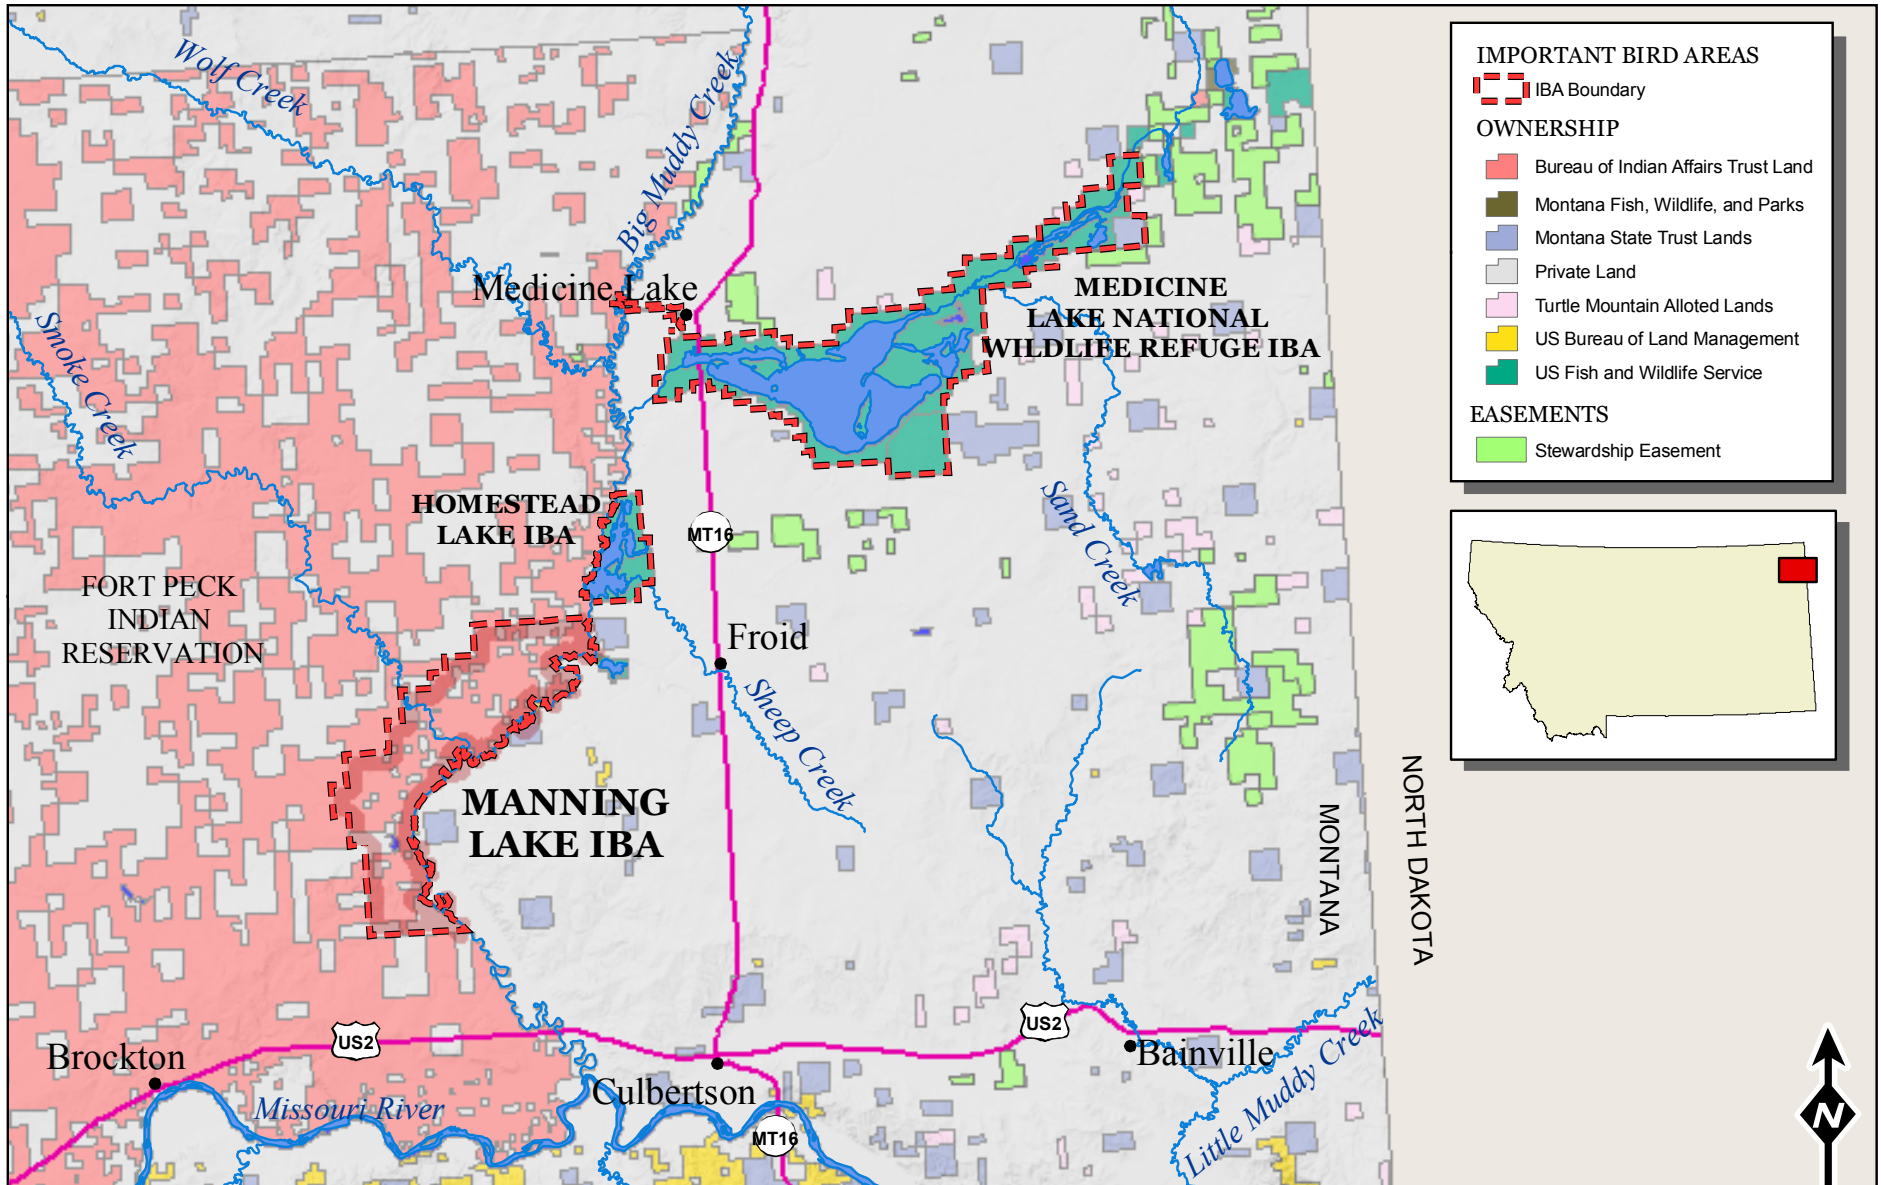 Wolf Creek
Big Muddy Creek
Medicine Lake
Smoke Creek
MEDICINE
LAKE NATIONAL
WILDLIFE REFUGE IBA
HOMESTEAD
LAKE IBA
MT16
Sand Creek
FORT PECK
INDIAN
RESERVATION
Froid
Sheep Creek
MANNING
LAKE IBA
MONTANA
NORTH DAKOTA
US2
US2
Brockton
Culbertson
Bainville
Missouri River
MT16
Little Muddy Creek
IMPORTANT BIRD AREAS
IBA Boundary
OWNERSHIP
Bureau of Indian Affairs Trust Land
Montana Fish, Wildlife, and Parks
Montana State Trust Lands
Private Land
Turtle Mountain Alloted Lands
US Bureau of Land Management
US Fish and Wildlife Service
EASEMENTS
Stewardship Easement
N